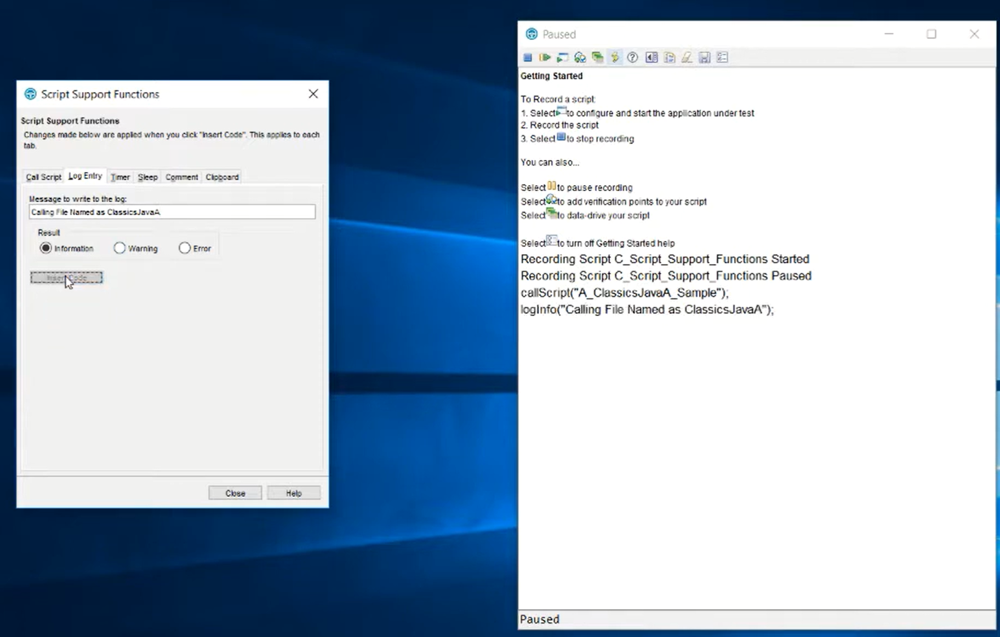 Script Support Functions
Script Support Functions
Changes made below are applied when you click "Insert Code". This applies to each
tab.
Call Script Log Entry Timer Sleep Comment Clipboard
Message to write to the log:
Calling File Named as ClassicsJavaA
Result
Information Warning Error
Insert Code
Close Help
Paused
Getting Started
To Record a script:
1. Select to configure and start the application under test
2. Record the script
3. Select to stop recording
You can also...
Select to pause recording
Select to add verification points to your script
Select to data-drive your script
Select to turn off Getting Started help
Recording Script C_Script_Support_Functions Started
Recording Script C_Script_Support_Functions Paused
callScript("A_ClassicsJavaA_Sample");
logInfo("Calling File Named as ClassicsJavaA");
Paused